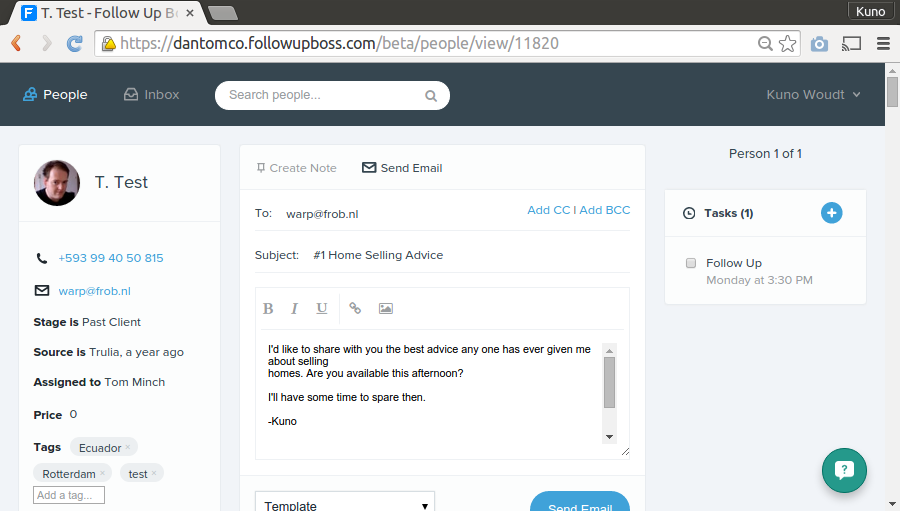 T. Test - Follow Up B
Kuno
https://dantomco.followupboss.com/beta/people/view/11820
People
Inbox
Search people...
Kuno Woudt
T. Test
+593 99 40 50 815
warp@frob.nl
Stage is Past Client
Source is Trulia, a year ago
Assigned to Tom Minch
Price 0
Tags Ecuador ×
Rotterdam × test ×
Add a tag...
Create Note Send Email
To: warp@frob.nl Add CC | Add BCC
Subject: #1 Home Selling Advice
B I U
I'd like to share with you the best advice any one has ever given me
about selling
homes. Are you available this afternoon?
I'll have some time to spare then.
-Kuno
Template
Send Email
Person 1 of 1
Tasks (1)
Follow Up
Monday at 3:30 PM